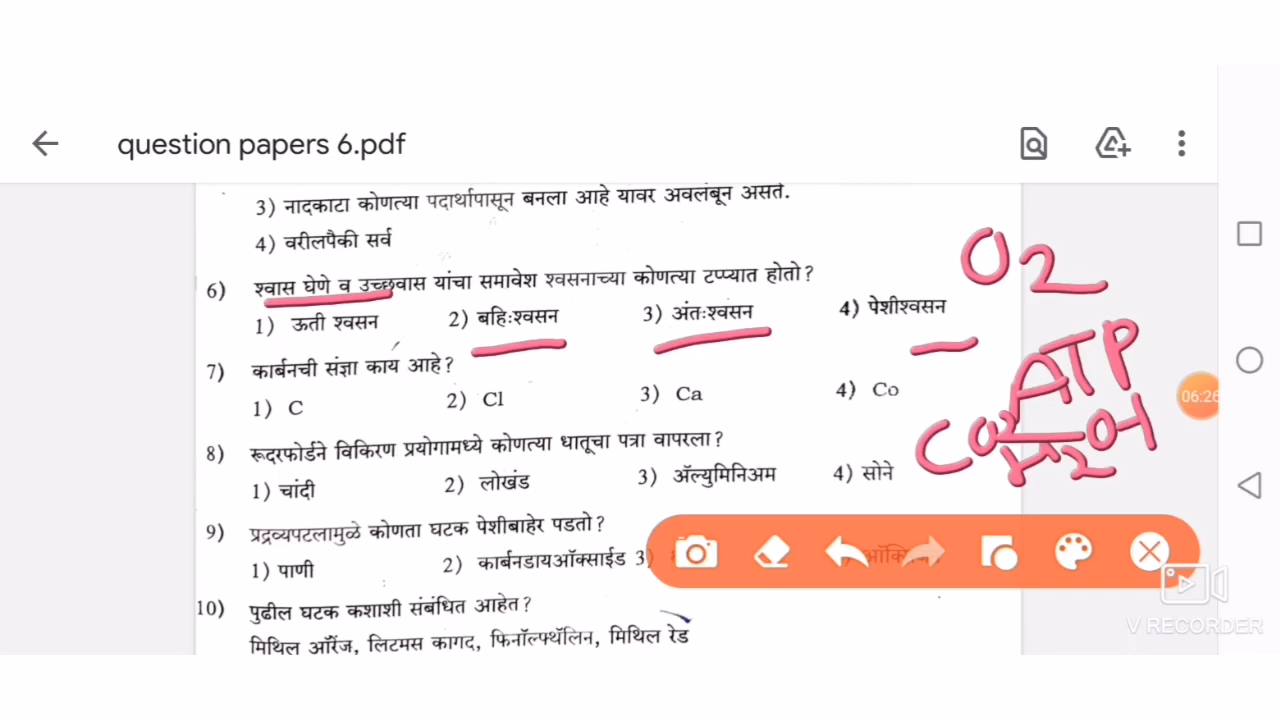 question papers 6.pdf
3) नादकाटा कोणत्या पदार्थापासून बनला आहे यावर अवलंबून असते.
4) वरीलपैकी सर्व
6) श्वास घेणे व उच्छवास यांचा समावेश श्वसनाच्या कोणत्या टप्प्यात होतो?
1) ऊती श्वसन 2) बहिःश्वसन 3) अंतःश्वसन 4) पेशीश्वसन
O2
ATP
7) कार्बनची संज्ञा काय आहे?
1) C 2) Cl 3) Ca 4) Co
06:26
CO2 H2O
8) रूदरफोर्डने विकिरण प्रयोगामध्ये कोणत्या धातूचा पत्रा वापरला?
1) चांदी 2) लोखंड 3) ॲल्युमिनिअम 4) सोने
9) प्रद्रव्यपटलामुळे कोणता घटक पेशीबाहेर पडतो?
1) पाणी 2) कार्बनडायऑक्साईड 3)
V RECORDER
10) पुढील घटक कशाशी संबंधित आहेत?
मिथिल ऑरेंज, लिटमस कागद, फिनॉल्फ्थॅलिन, मिथिल रेड